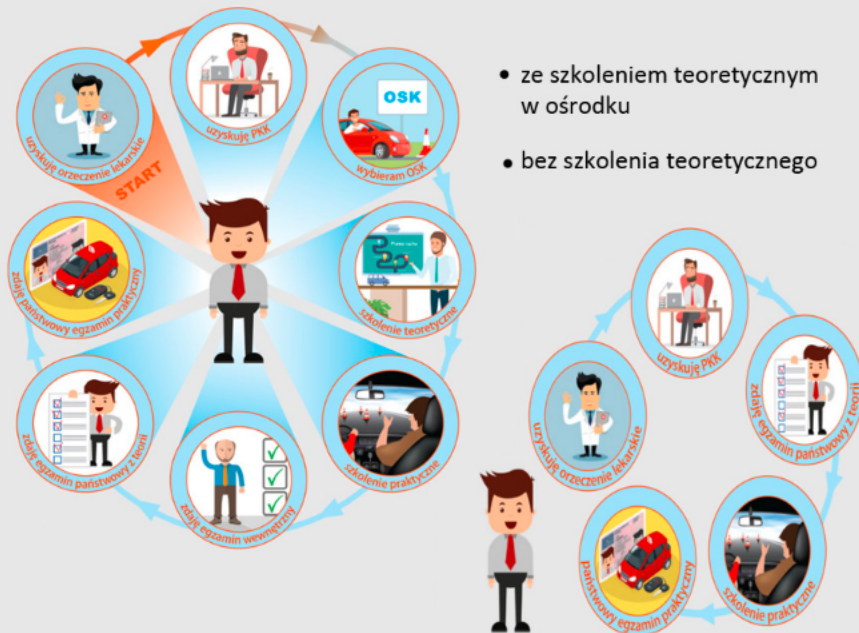 uzyskuję orzeczenie lekarskie
START
uzyskuję PKK
OSK
wybieram OSK
szkolenie teoretyczne
szkolenie praktyczne
zdaję egzamin wewnętrzny
zdaję egzamin państwowy z teorii
zdaję państwowy egzamin praktyczny
• ze szkoleniem teoretycznym
w ośrodku
• bez szkolenia teoretycznego
uzyskuję orzeczenie lekarskie
uzyskuję PKK
zdaję egzamin państwowy z teorii
szkolenie praktyczne
państwowy egzamin praktyczny